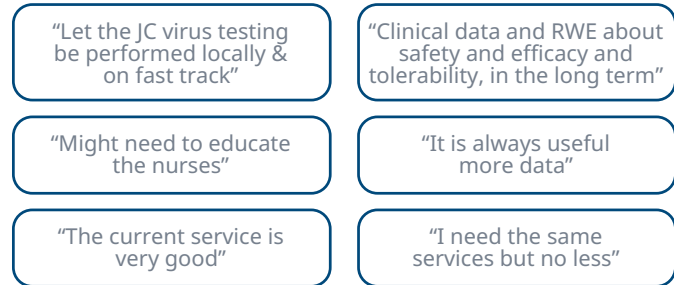 “Let the JC virus testing
be performed locally &
on fast track”
“Clinical data and RWE about
safety and efficacy and
tolerability, in the long term”
“Might need to educate
the nurses”
“It is always useful
more data”
“The current service is
very good”
“I need the same
services but no less”